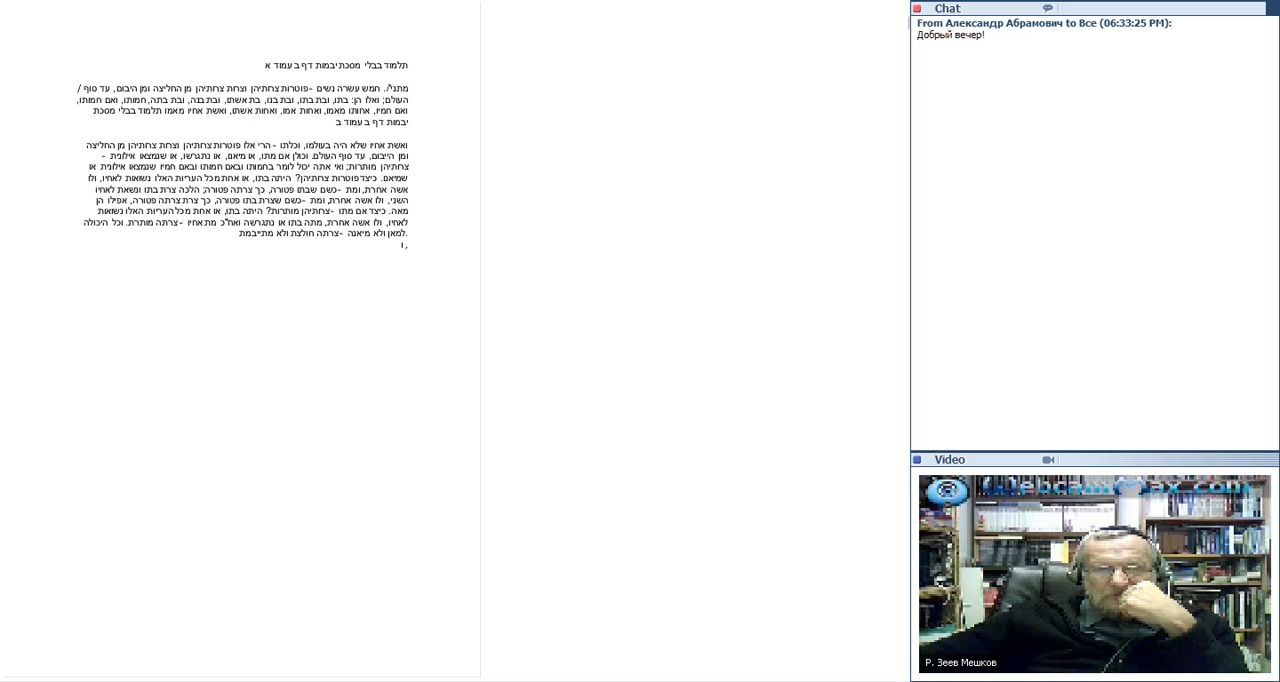 תלמוד בבלי מסכת יבמות דף ב עמוד א
מתני'/. חמש עשרה נשים -פוטרות צרותיהן וצרות צרותיהן מן החליצה ומן היבום, עד סוף /
העולם; ואלו הן: בתו, ובת בתו, ובת בנו, ובת אשתו, ובת בנה, ובת בתה, חמותו, ואם חמותו,
ואם חמיו, אחותו מאמו, ואחות אמו, ואחות אשתו, ואשת אחיו מאמו תלמוד בבלי מסכת
יבמות דף ב עמוד ב
ואשת אחיו שלא היה בעולמו, וכלתו - הרי אלו פוטרות צרותיהן וצרות צרותיהן מן החליצה
ומן הייבום, עד סוף העולם. וכולן אם מתו, או מיאנו, או נתגרשו, או שנמצאו אילונית -
צרותיהן מותרות; ואי אתה יכול לומר בחמותו ובאם חמותו ובאם חמיו שנמצאו אילונית או
שמיאנו. כיצד פוטרות צרותיהן? היתה בתו, או אחת מכל העריות האלו נשואות לאחיו, ולו
אשה אחרת, ומת -כשם שבתו פטורה, כך צרתה פטורה; הלכה צרת בתו ונשאת לאחיו
השני, ולו אשה אחרת, ומת -כשם שצרת בתו פטורה, כך צרת צרתה פטורה, אפילו הן
מאה. כיצד אם מתו -צרותיהן מותרות? היתה בתו, או אחת מכל העריות האלו נשואות
לאחיו, ולו אשה אחרת, מתה בתו או נתגרשה ואח"כ מת אחיו -צרתה מותרת. וכל היכולה
.למאן ולא מיאנה -צרתה חולצת ולא מתייבמת
, ו
Chat
From Александр Абрамович to Все (06:33:25 PM):
Добрый вечер!
Video
WebcamMax.com
Р. Зеев Мешков